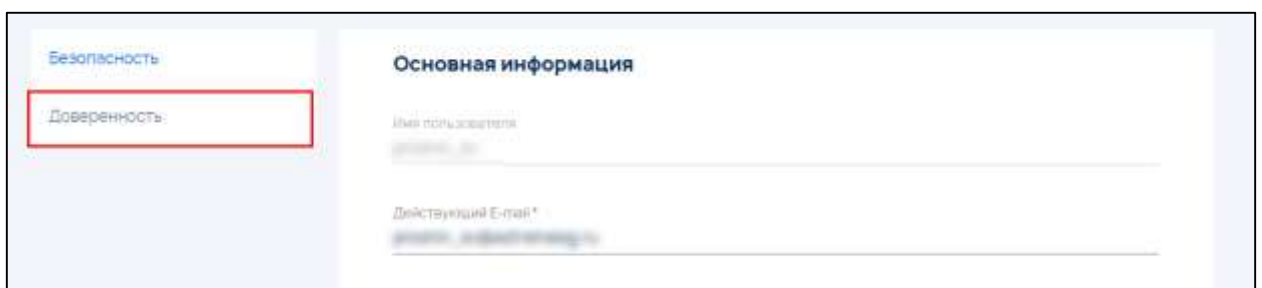 Безопасность
Доверенность
Основная информация
Имя пользователя
Действующий E-mail*